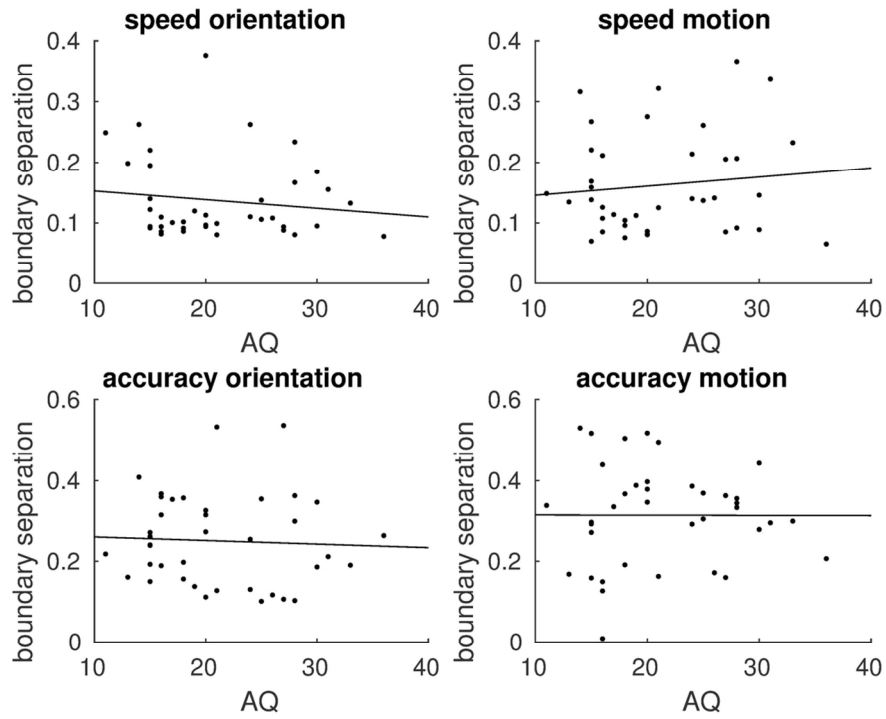 speed orientation
boundary separation
0.4
0.3
0.2
0.1
0
10 20 30 40
AQ
speed motion
boundary separation
0.4
0.3
0.2
0.1
0
10 20 30 40
AQ
accuracy orientation
boundary separation
0.6
0.4
0.2
0
10 20 30 40
AQ
accuracy motion
boundary separation
0.6
0.4
0.2
0
10 20 30 40
AQ